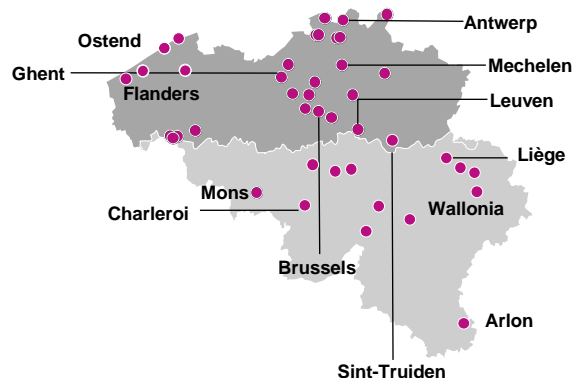 Antwerp
Ostend
Mechelen
Ghent
Flanders
Leuven
Liège
Mons
Wallonia
Charleroi
Brussels
Arlon
Sint-Truiden